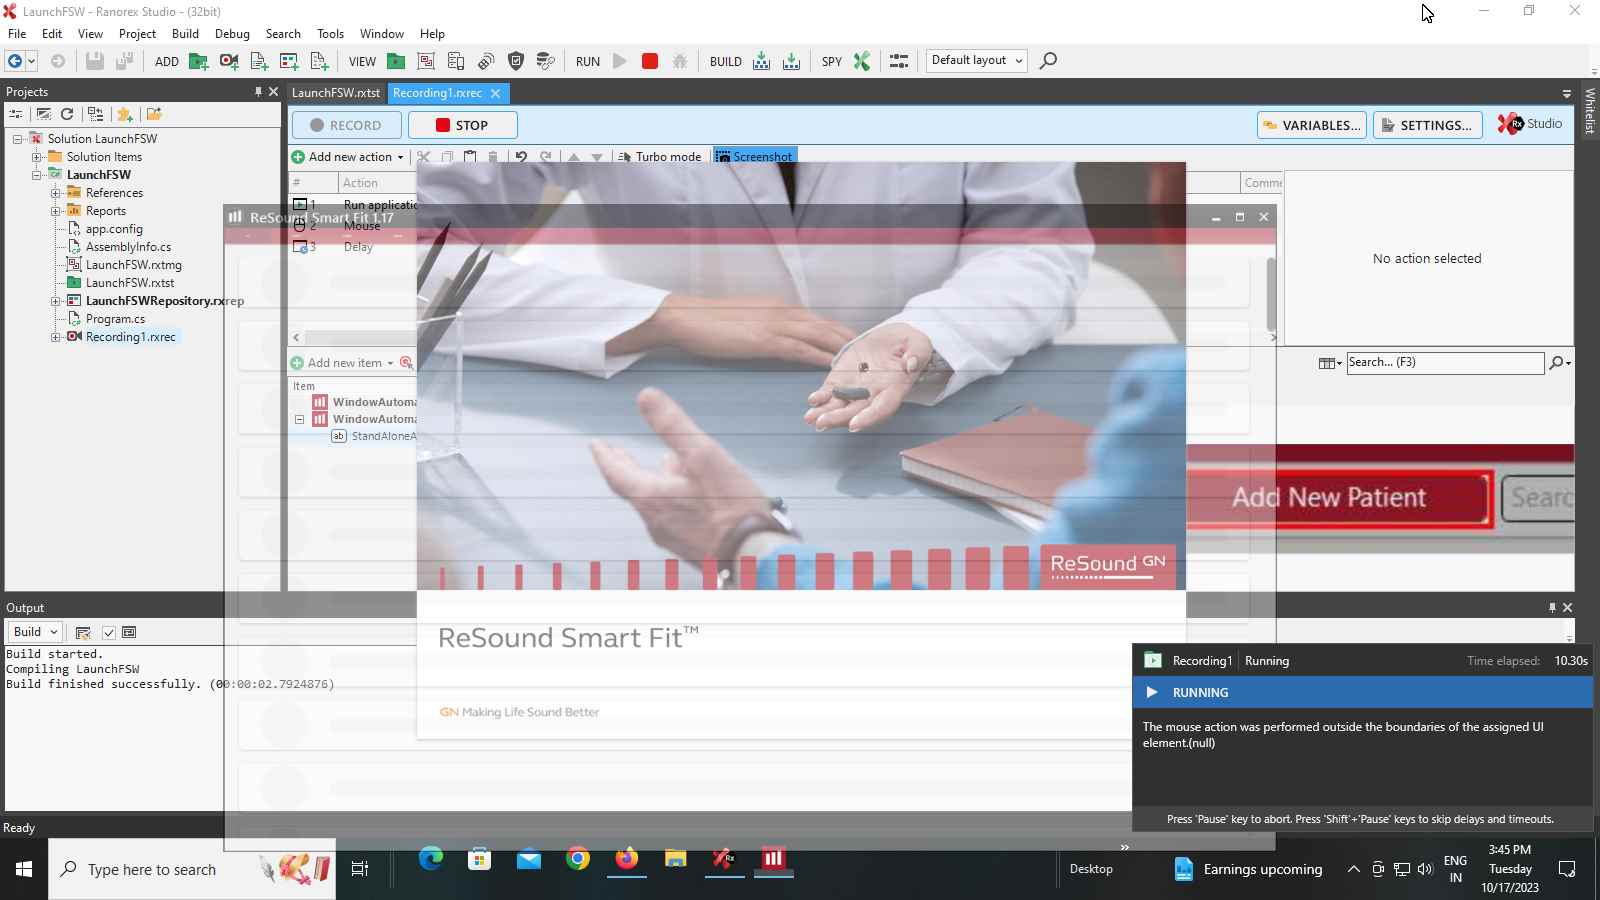 LaunchFSW - Ranorex Studio - (32bit)
File Edit View Project Build Debug Search Tools Window Help
ADD VIEW RUN BUILD SPY Default layout
Projects
LaunchFSW.rxtst Recording1.rxrec
Whitelist
RECORD STOP VARIABLES... SETTINGS... Rx Studio
Add new action Turbo mode Screenshot
# Action Comme
1 Run applicatio
2 Mouse
3 Delay
No action selected
Solution LaunchFSW
Solution Items
LaunchFSW
References
Reports
app.config
AssemblyInfo.cs
LaunchFSW.rxtmg
LaunchFSW.rxtst
LaunchFSWRepository.rxrep
Program.cs
Recording1.rxrec
ReSound Smart Fit 1.17
Add new item
Search... (F3)
Item
WindowAutoma
WindowAutoma
ab StandAloneA
Add New Patient Searc
ReSound GN
ReSound Smart Fit™
GN Making Life Sound Better
Output
Build
Build started.
Compiling LaunchFSW
Build finished successfully. (00:00:02.7924876)
Recording1 Running Time elapsed: 10.30s
RUNNING
The mouse action was performed outside the boundaries of the assigned UI
element.(null)
Press 'Pause' key to abort. Press 'Shift'+'Pause' keys to skip delays and timeouts.
Ready
Type here to search
Desktop
Earnings upcoming
ENG
IN
3:45 PM
Tuesday
10/17/2023